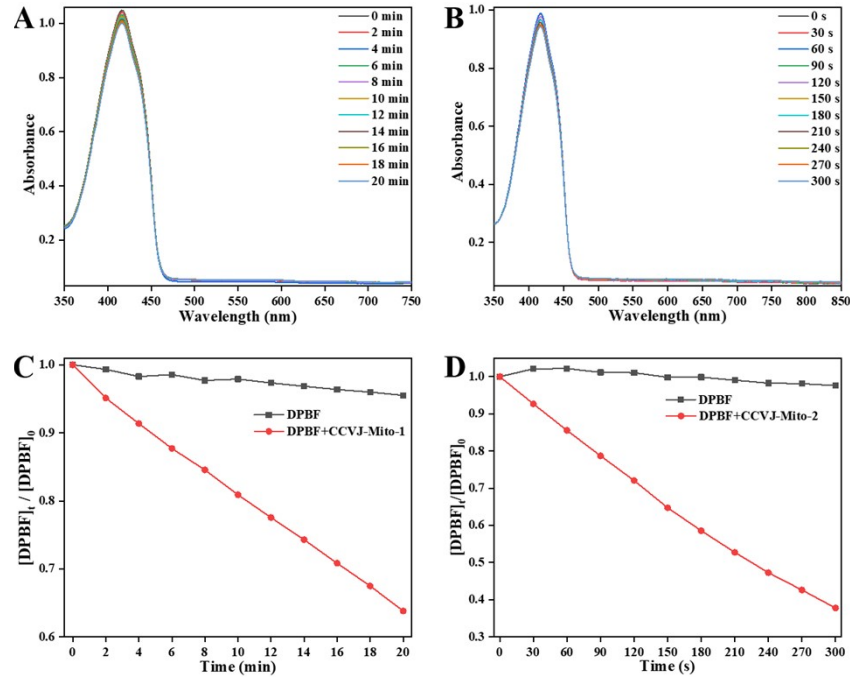 A
0 min
2 min
4 min
6 min
8 min
10 min
12 min
14 min
16 min
18 min
20 min
1.0
0.8
0.6
0.4
0.2
Absorbance
350 400 450 500 550 600 650 700 750
Wavelength (nm)
B
0 s
30 s
60 s
90 s
120 s
150 s
180 s
210 s
240 s
270 s
300 s
1.0
0.8
0.6
0.4
0.2
Absorbance
350 400 450 500 550 600 650 700 750 800 850
Wavelength (nm)
C
1.0
0.9
0.8
0.7
0.6
[DPBF]t / [DPBF]0
DPBF
DPBF+CCVJ-Mito-1
0 2 4 6 8 10 12 14 16 18 20
Time (min)
D
1.0
0.9
0.8
0.7
0.6
0.5
0.4
0.3
[DPBF]t/[DPBF]0
DPBF
DPBF+CCVJ-Mito-2
0 30 60 90 120 150 180 210 240 270 300
Time (s)